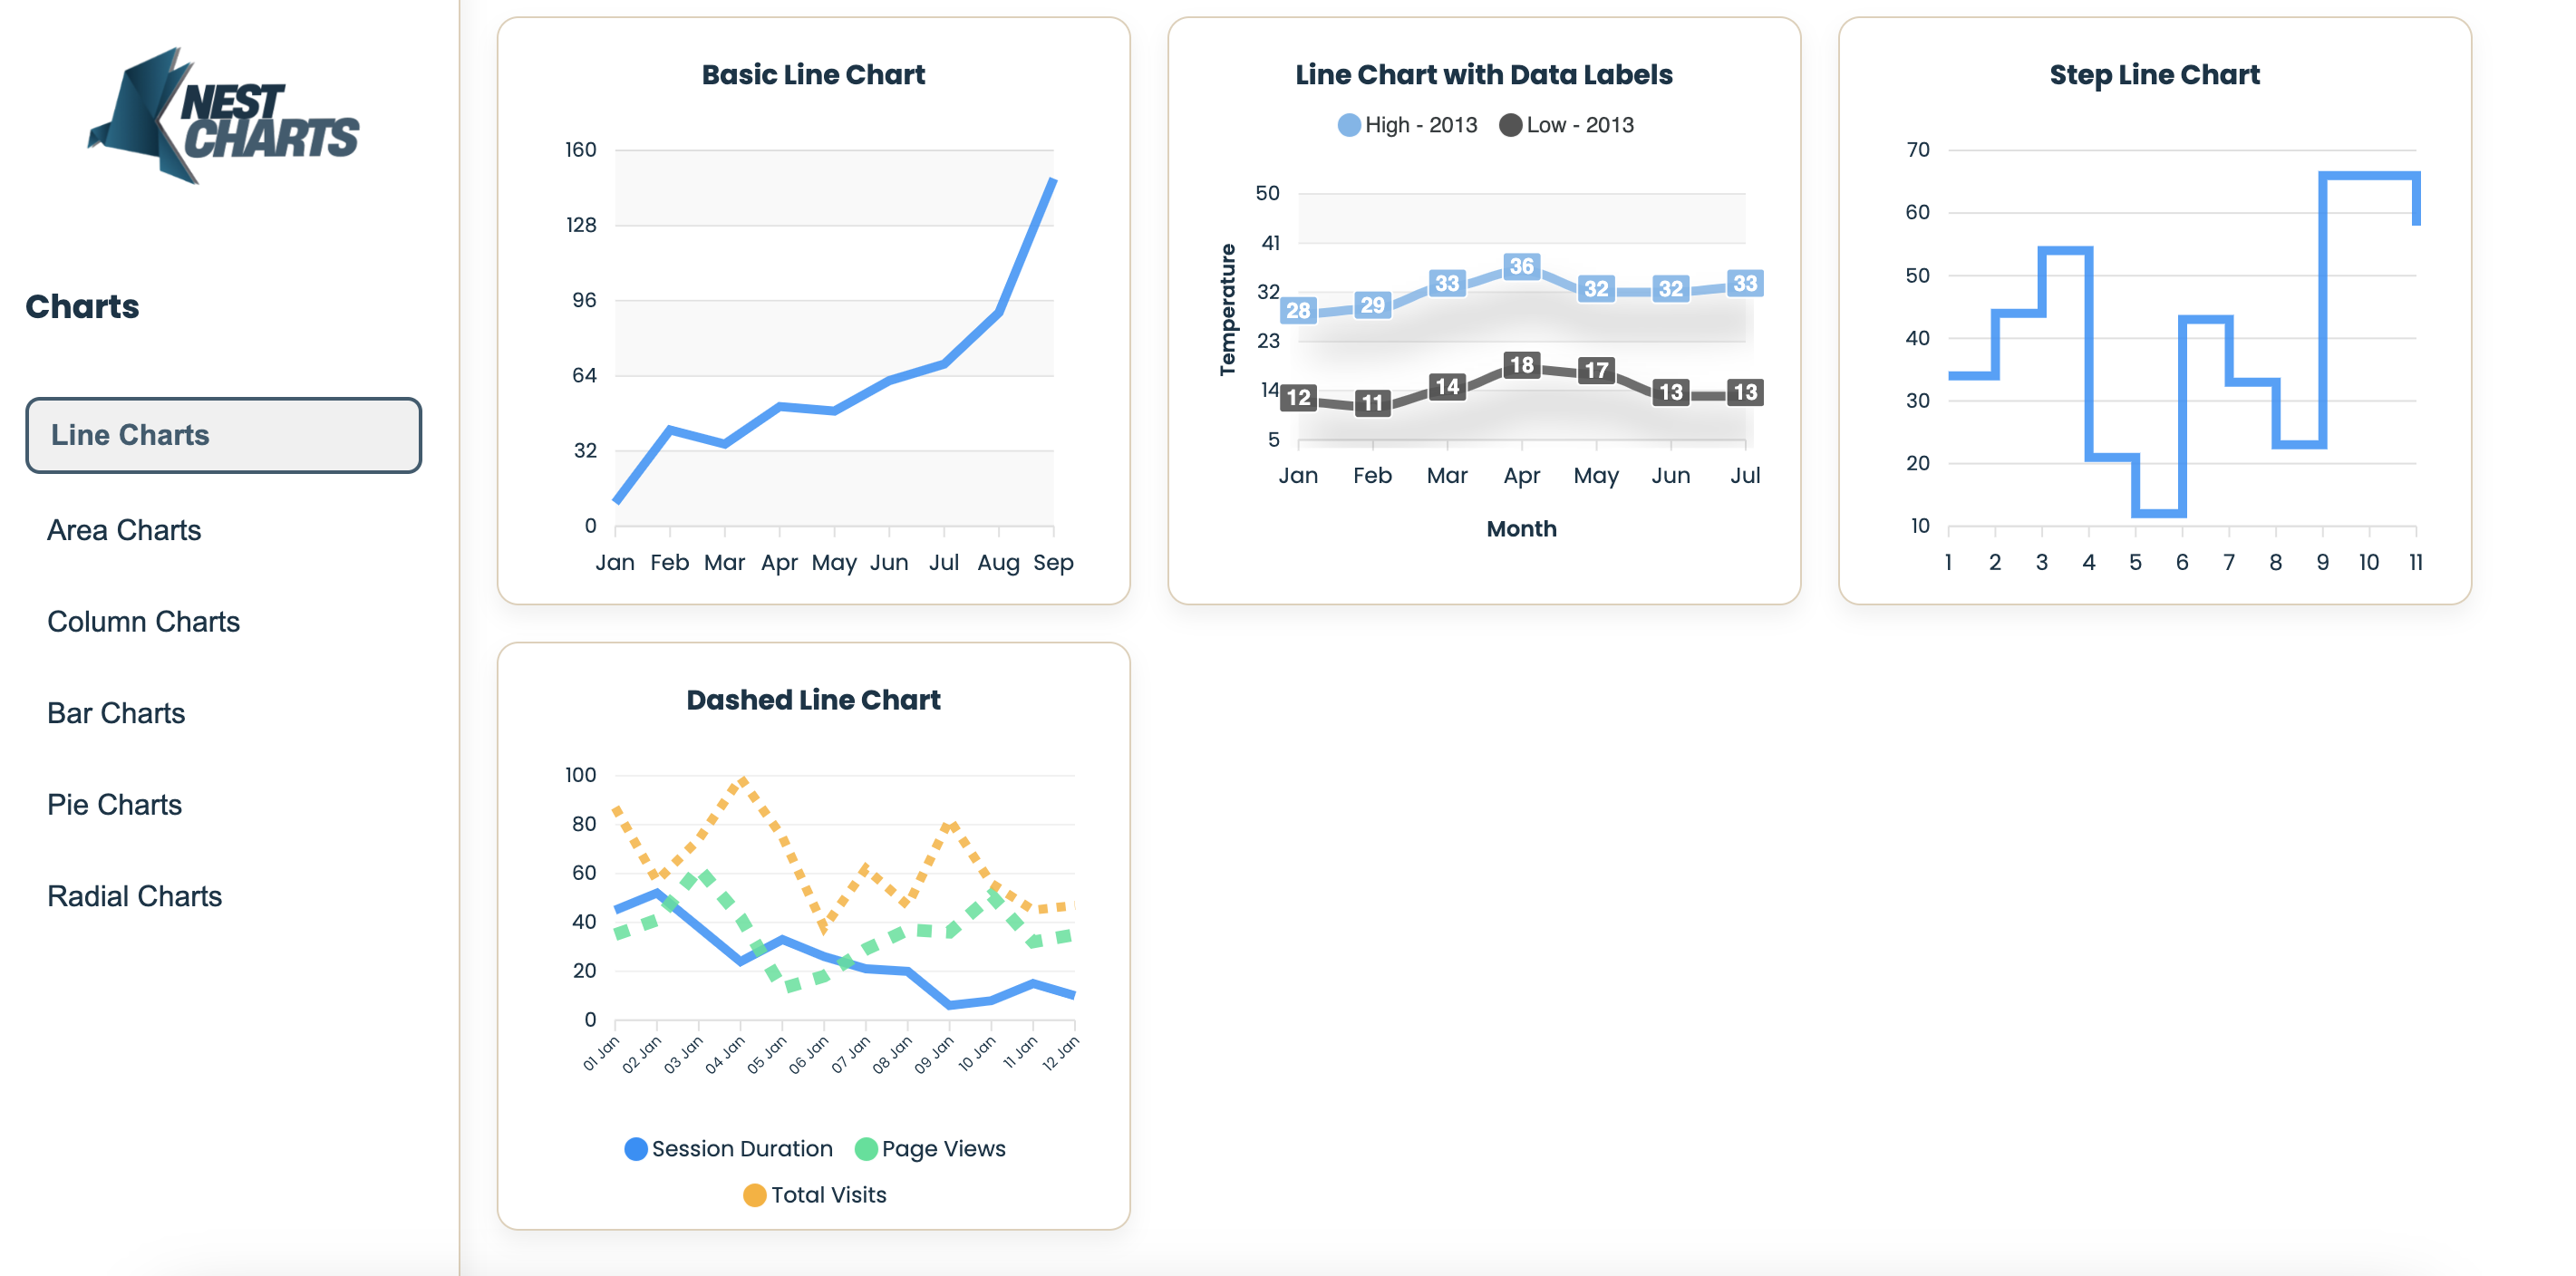 NEST
CHARTS
Charts
Line Charts
Area Charts
Column Charts
Bar Charts
Pie Charts
Radial Charts
Basic Line Chart
160
128
96
64
32
0
Jan Feb Mar Apr May Jun Jul Aug Sep
Line Chart with Data Labels
High - 2013 Low - 2013
Temperature
50
41
32
23
14
5
28 29 33 36 32 32 33
12 11 14 18 17 13 13
Jan Feb Mar Apr May Jun Jul
Month
Step Line Chart
70
60
50
40
30
20
10
1 2 3 4 5 6 7 8 9 10 11
Dashed Line Chart
100
80
60
40
20
0
01 Jan 02 Jan 03 Jan 04 Jan 05 Jan 06 Jan 07 Jan 08 Jan 09 Jan 10 Jan 11 Jan 12 Jan
Session Duration Page Views
Total Visits